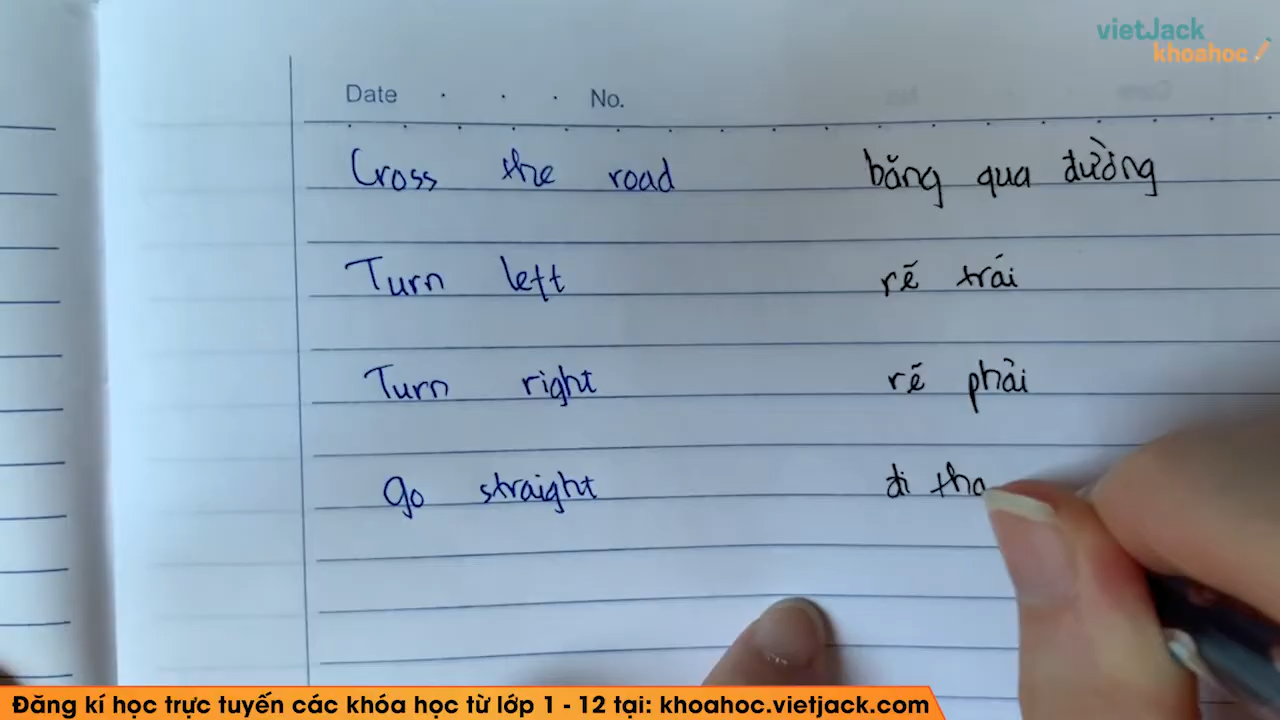 vietJack
khoahoc
Date . . . No.
Cross the road băng qua đường
Turn left rẽ trái
Turn right rẽ phải
go straight đi tha
Đăng kí học trực tuyến các khóa học từ lớp 1 - 12 tại: khoahoc.vietjack.com